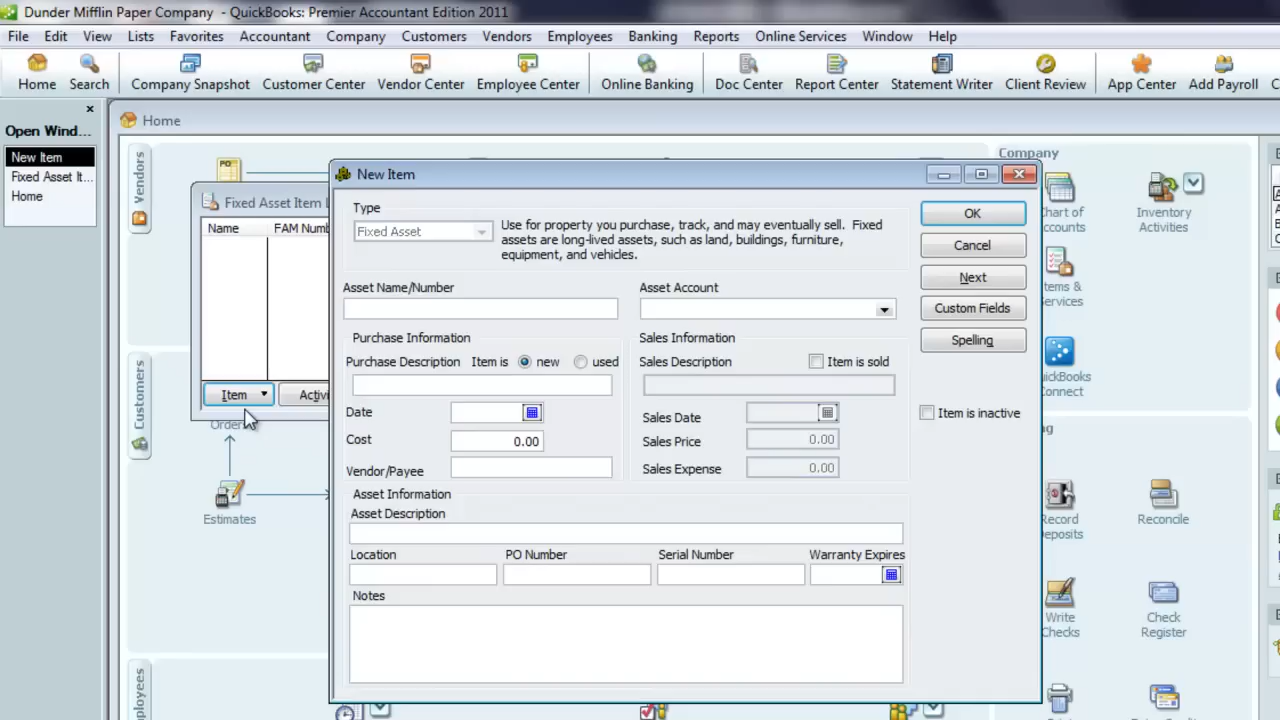 Dunder Mifflin Paper Company - QuickBooks: Premier Accountant Edition 2011
File Edit View Lists Favorites Accountant Company Customers Vendors Employees Banking Reports Online Services Window Help
Home Search Company Snapshot Customer Center Vendor Center Employee Center Online Banking Doc Center Report Center Statement Writer Client Review App Center Add Payroll
Open Wind...
New Item
Fixed Asset It...
Home
Home
Vendors
PO
Customers
Employees
Fixed Asset Item L
Name FAM Numb
Item Activi
Orders
Estimates
New Item
Type
Fixed Asset
Use for property you purchase, track, and may eventually sell. Fixed
assets are long-lived assets, such as land, buildings, furniture,
equipment, and vehicles.
Asset Name/Number
Asset Account
Purchase Information
Purchase Description Item is new used
Date
Cost 0.00
Vendor/Payee
Sales Information
Sales Description Item is sold
Sales Date
Sales Price 0.00
Sales Expense 0.00
Asset Information
Asset Description
Location PO Number Serial Number Warranty Expires
Notes
OK
Cancel
Next
Custom Fields
Spelling
Item is inactive
Company
Chart of
Accounts
Inventory
Activities
Items &
Services
QuickBooks
Connect
Record
Deposits
Reconcile
Write
Checks
Check
Register